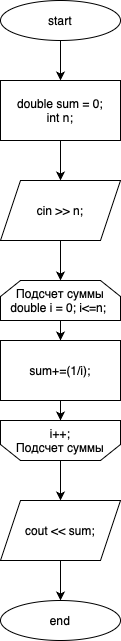 start
double sum = 0;
int n;
cin >> n;
Подсчет суммы
double i = 0; i<=n;
sum+=(1/i);
i++;
Подсчет суммы
cout << sum;
end